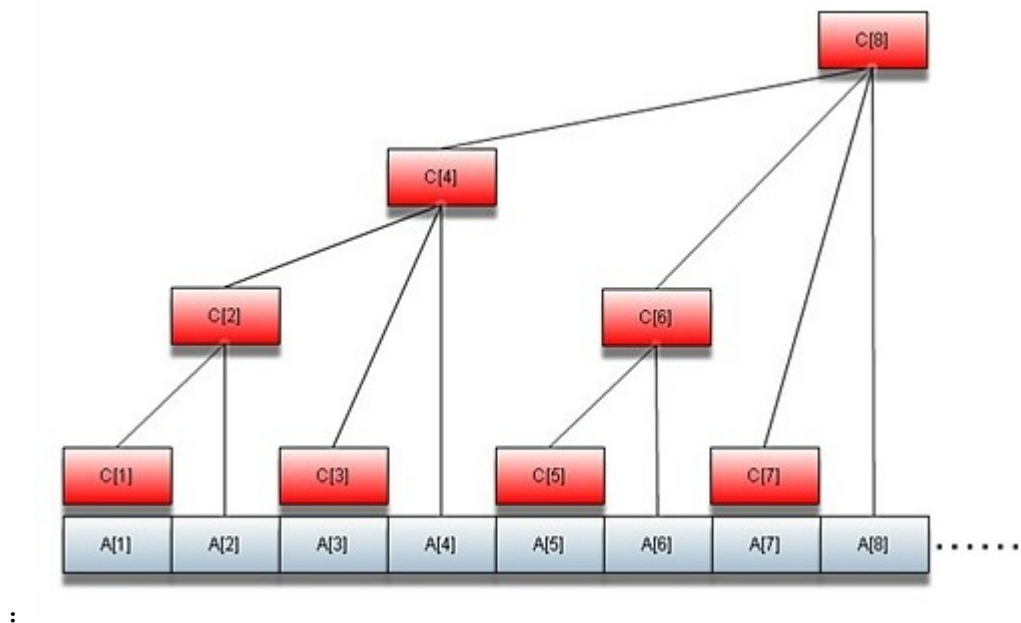 C[8]
C[4]
C[2] C[6]
C[1] C[3] C[5] C[7]
A[1] A[2] A[3] A[4] A[5] A[6] A[7] A[8] ......
: